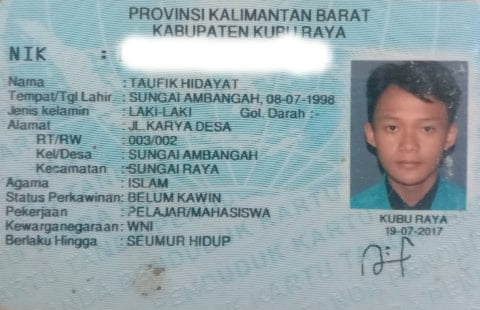 PROVINSI KALIMANTAN BARAT
KABUPATEN KUBU RAYA
NIK :
Nama : TAUFIK HIDAYAT
Tempat/Tgl Lahir : SUNGAI AMBANGAH, 08-07-1998
Jenis kelamin : LAKI-LAKI Gol. Darah : -
Alamat : JL.KARYA DESA
RT/RW : 003/002
Kel/Desa : SUNGAI AMBANGAH
Kecamatan : SUNGAI RAYA
Agama : ISLAM
Status Perkawinan: BELUM KAWIN
Pekerjaan : PELAJAR/MAHASISWA
Kewarganegaraan : WNI
Berlaku Hingga : SEUMUR HIDUP
KUBU RAYA
19-07-2017